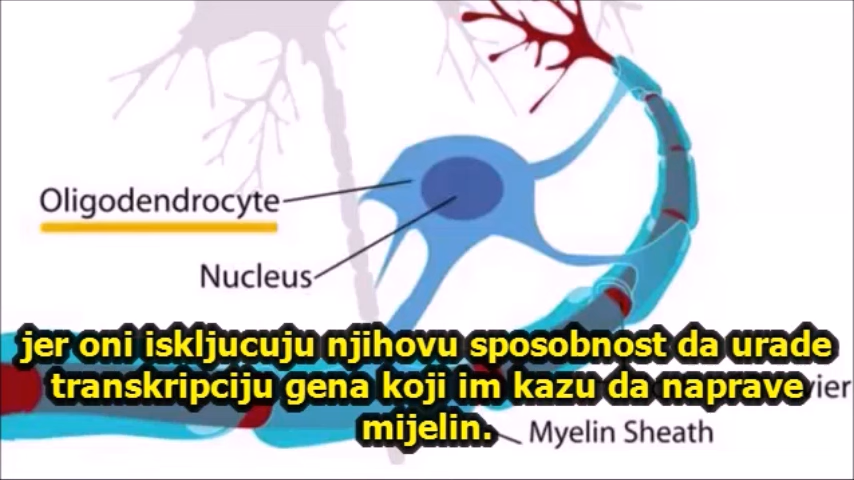 Oligodendrocyte
Nucleus
jer oni iskljucuju njihovu sposobnost da urade
transkripciju gena koji im kazu da naprave
mijelin.
vier
Myelin Sheath